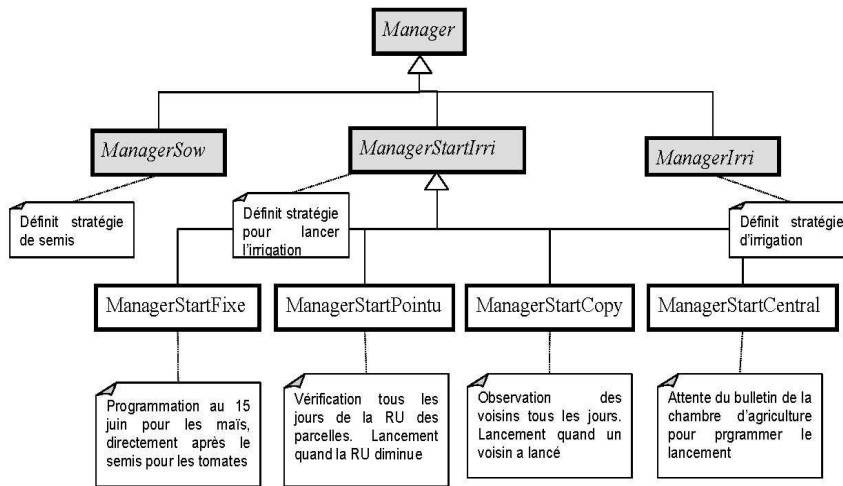 Manager
ManagerSow
ManagerStartIrri
ManagerIrri
Définit stratégie
de semis
Définit stratégie
pour lancer
l'irrigation
Définit stratégie
d'irrigation
ManagerStartFixe
ManagerStartPointu
ManagerStartCopy
ManagerStartCentral
Programmation au 15
juin pour les maïs,
directement après le
semis pour les tomates
Vérification tous les
jours de la RU des
parcelles. Lancement
quand la RU diminue
Observation des
voisins tous les jours.
Lancement quand un
voisin a lancé
Attente du bulletin de la
chambre d'agriculture
pour prgrammer le
lancement